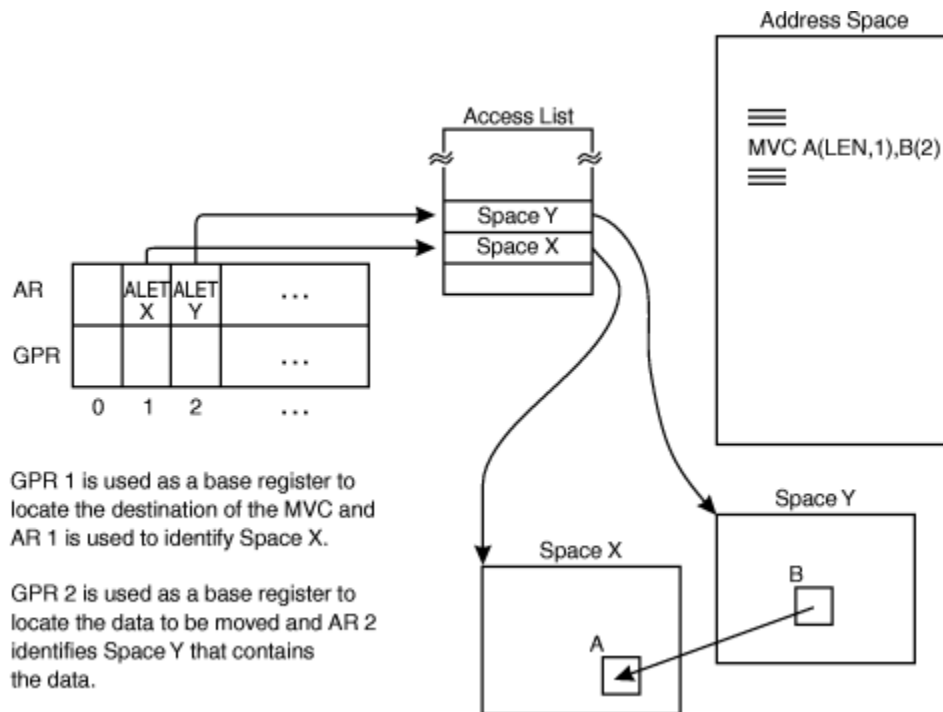 Address Space
MVC A(LEN,1),B(2)
Access List
Space Y
Space X
AR
ALET
X
ALET
Y
...
GPR
...
0 1 2 ...
GPR 1 is used as a base register to
locate the destination of the MVC and
AR 1 is used to identify Space X.
GPR 2 is used as a base register to
locate the data to be moved and AR 2
identifies Space Y that contains
the data.
Space X
A
Space Y
B